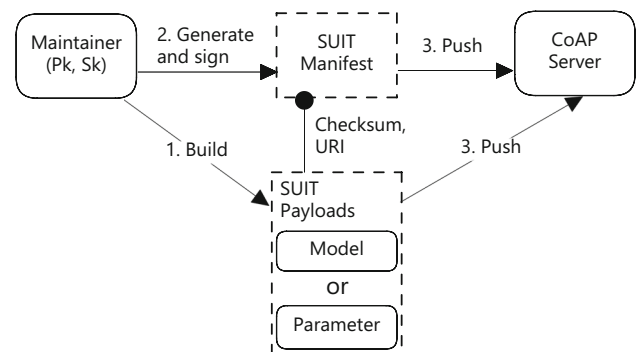 Maintainer
(Pk, Sk)
2. Generate
and sign
SUIT
Manifest
3. Push
CoAP
Server
1. Build
Checksum,
URI
3. Push
SUIT
Payloads
Model
or
Parameter